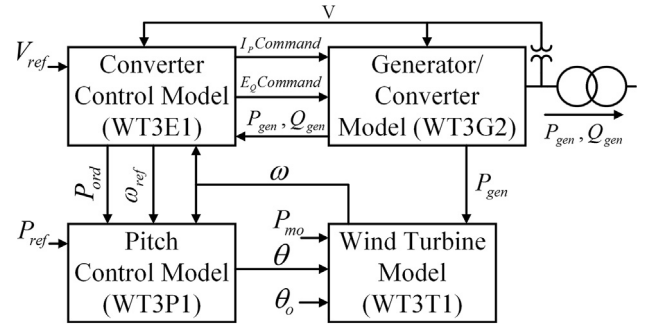 V
V_ref
Converter
Control Model
(WT3E1)
I_P Command
E_Q Command
P_gen , Q_gen
Generator/
Converter
Model (WT3G2)
P_gen , Q_gen
P_ord
ω_ref
ω
P_gen
P_ref
Pitch
Control Model
(WT3P1)
P_mo
θ
θ_o
Wind Turbine
Model
(WT3T1)